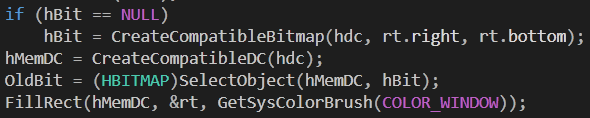 if (hBit == NULL)
hBit = CreateCompatibleBitmap(hdc, rt.right, rt.bottom);
hMemDC = CreateCompatibleDC(hdc);
OldBit = (HBITMAP)SelectObject(hMemDC, hBit);
FillRect(hMemDC, &rt, GetSysColorBrush(COLOR_WINDOW));